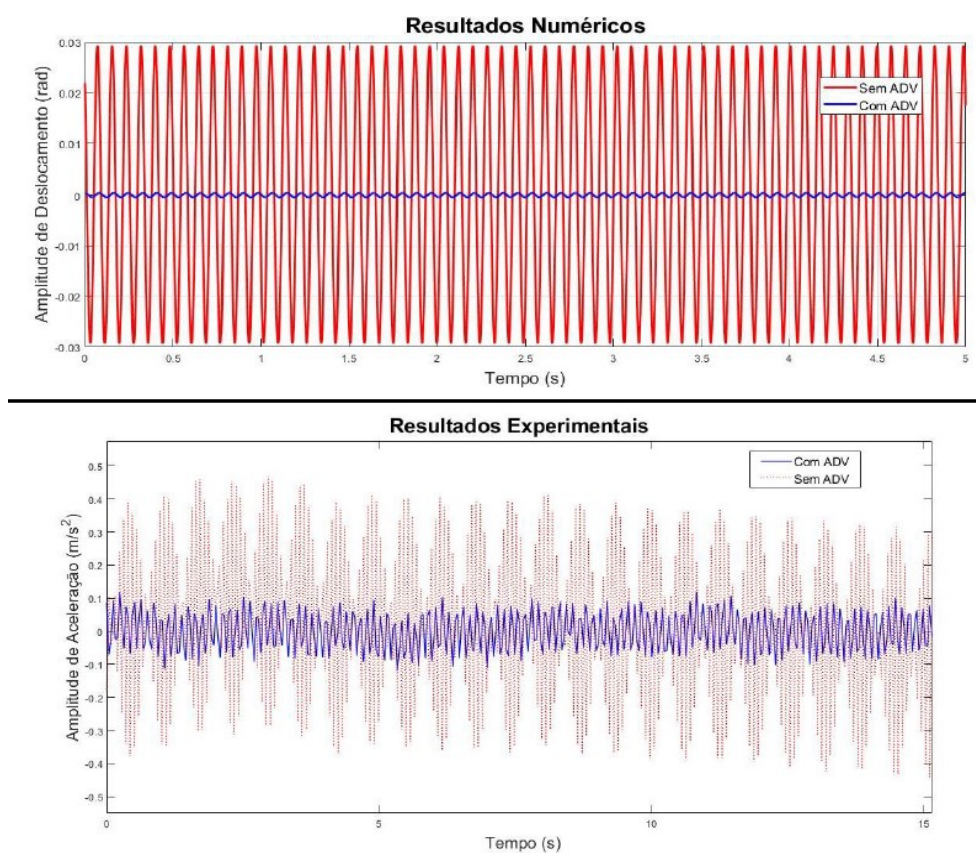 Resultados Numéricos
Amplitude de Deslocamento (rad)
0.03
0.02
0.01
0
-0.01
-0.02
-0.03
Sem ADV
Com ADV
0 0.5 1 1.5 2 2.5 3 3.5 4 4.5 5
Tempo (s)
Resultados Experimentais
Amplitude de Aceleração (m/s²)
0.5
0.4
0.3
0.2
0.1
0
-0.1
-0.2
-0.3
-0.4
-0.5
Com ADV
Sem ADV
0 5 10 15
Tempo (s)